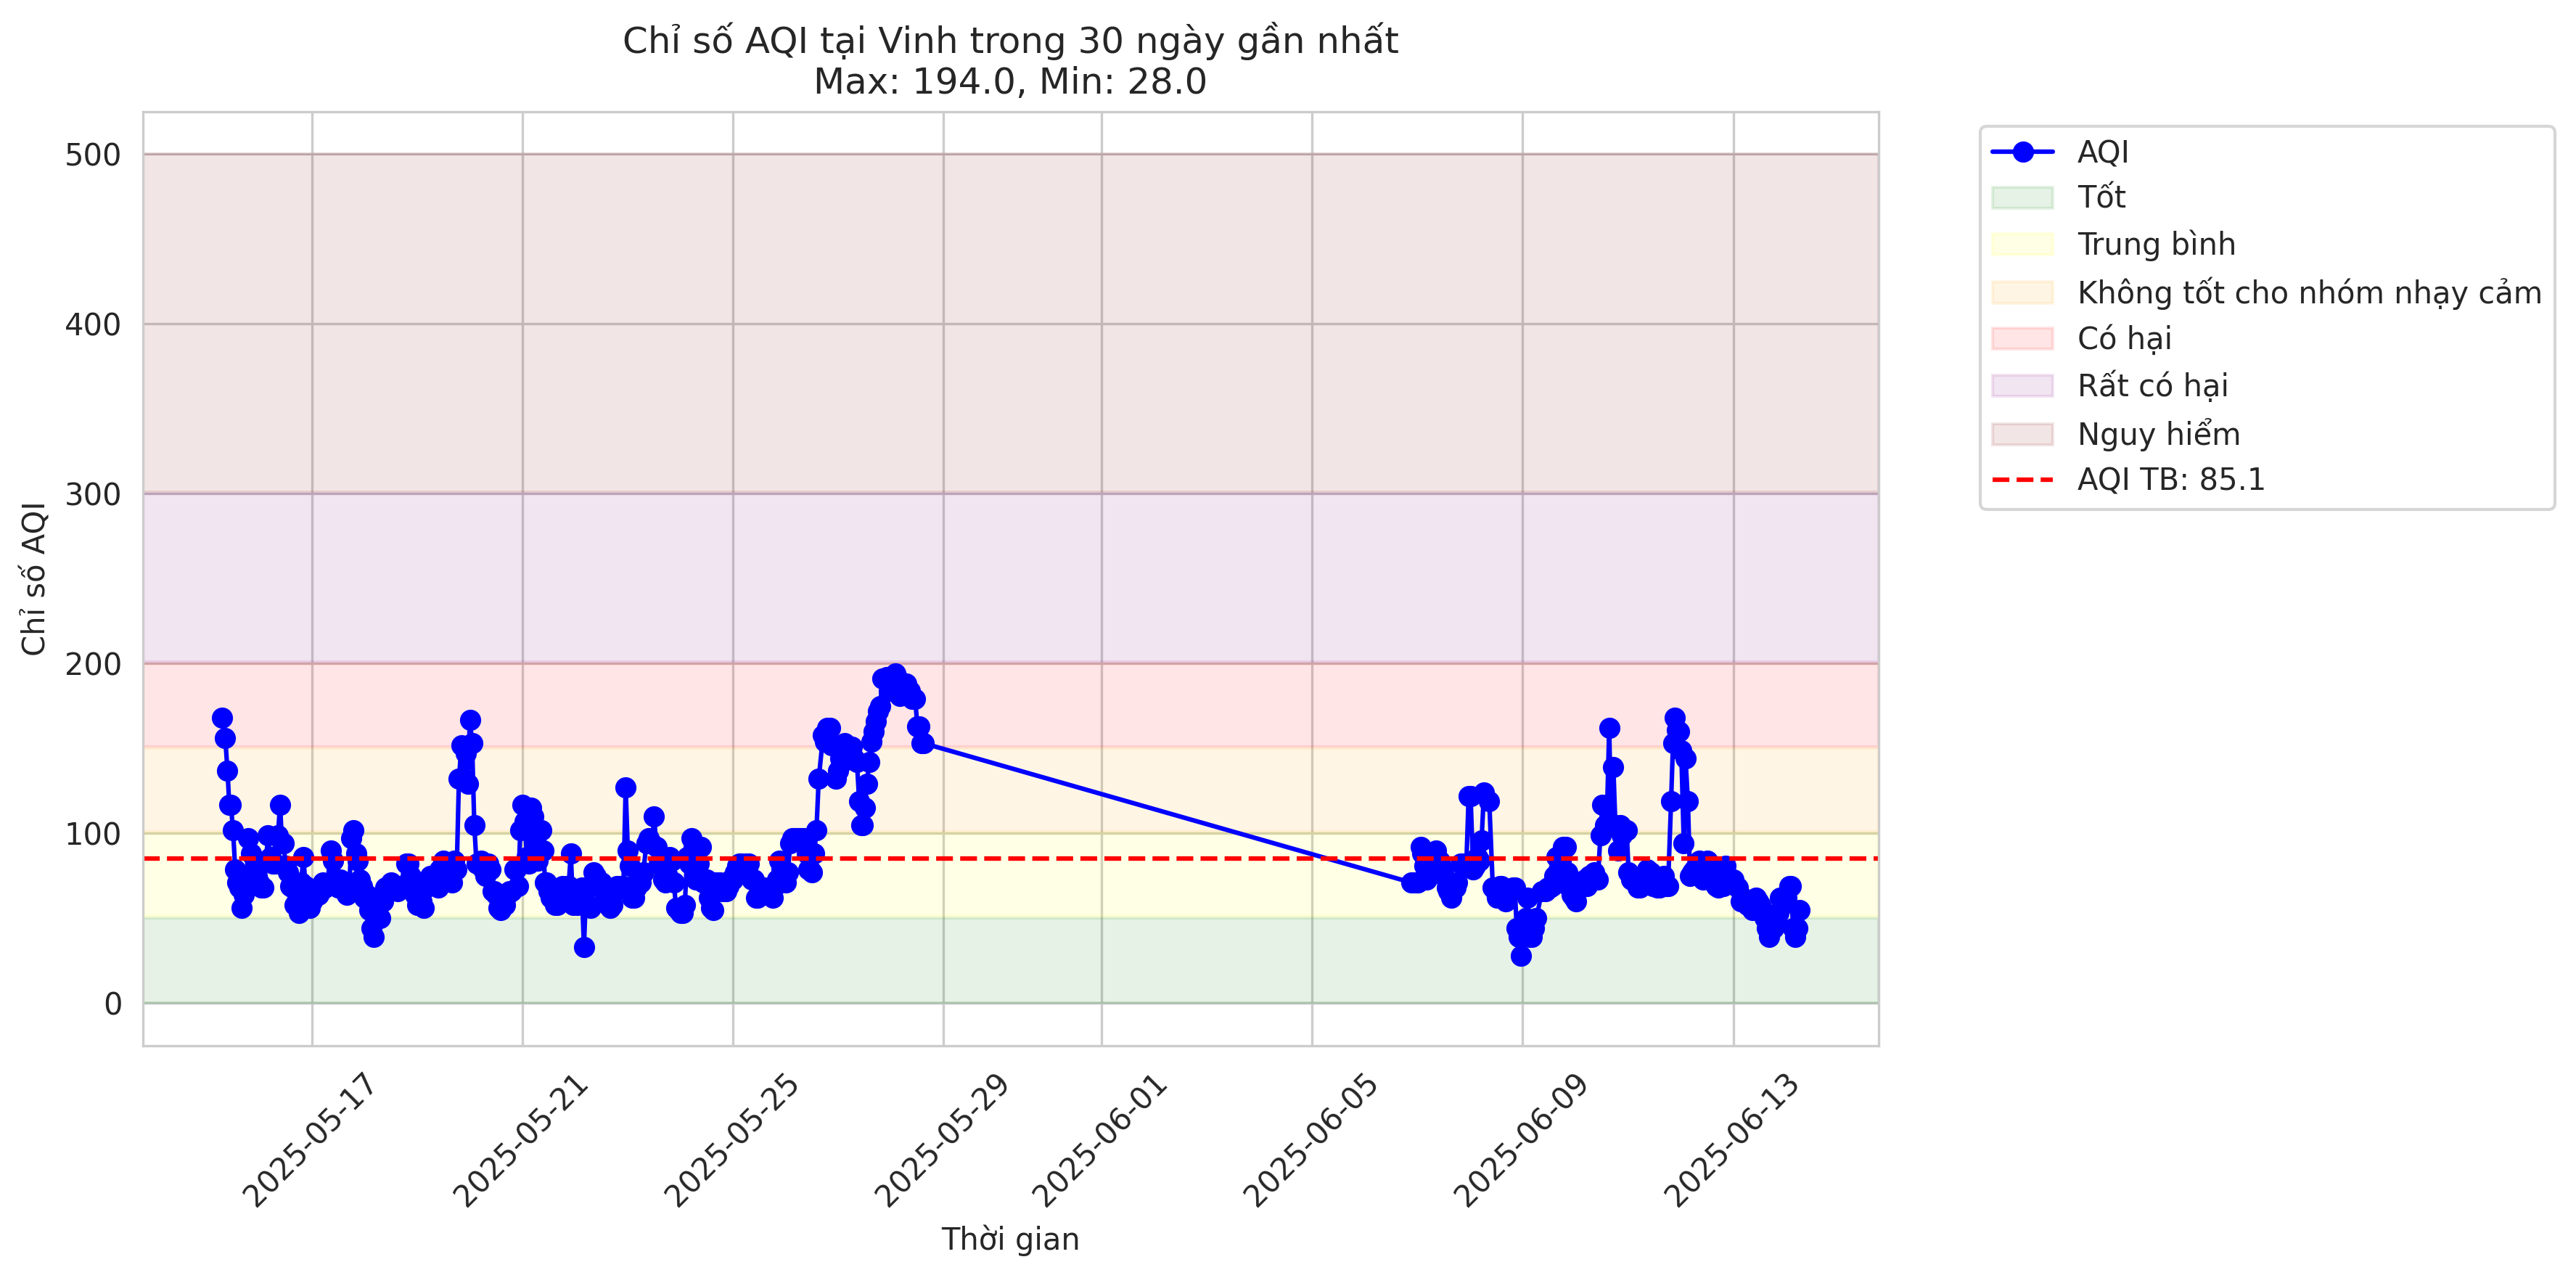 Chỉ số AQI tại Vinh trong 30 ngày gần nhất
Max: 194.0, Min: 28.0
Chỉ số AQI
500
400
300
200
100
0
2025-05-17
2025-05-21
2025-05-25
2025-05-29
2025-06-01
2025-06-05
2025-06-09
2025-06-13
Thời gian
AQI
Tốt
Trung bình
Không tốt cho nhóm nhạy cảm
Có hại
Rất có hại
Nguy hiểm
AQI TB: 85.1